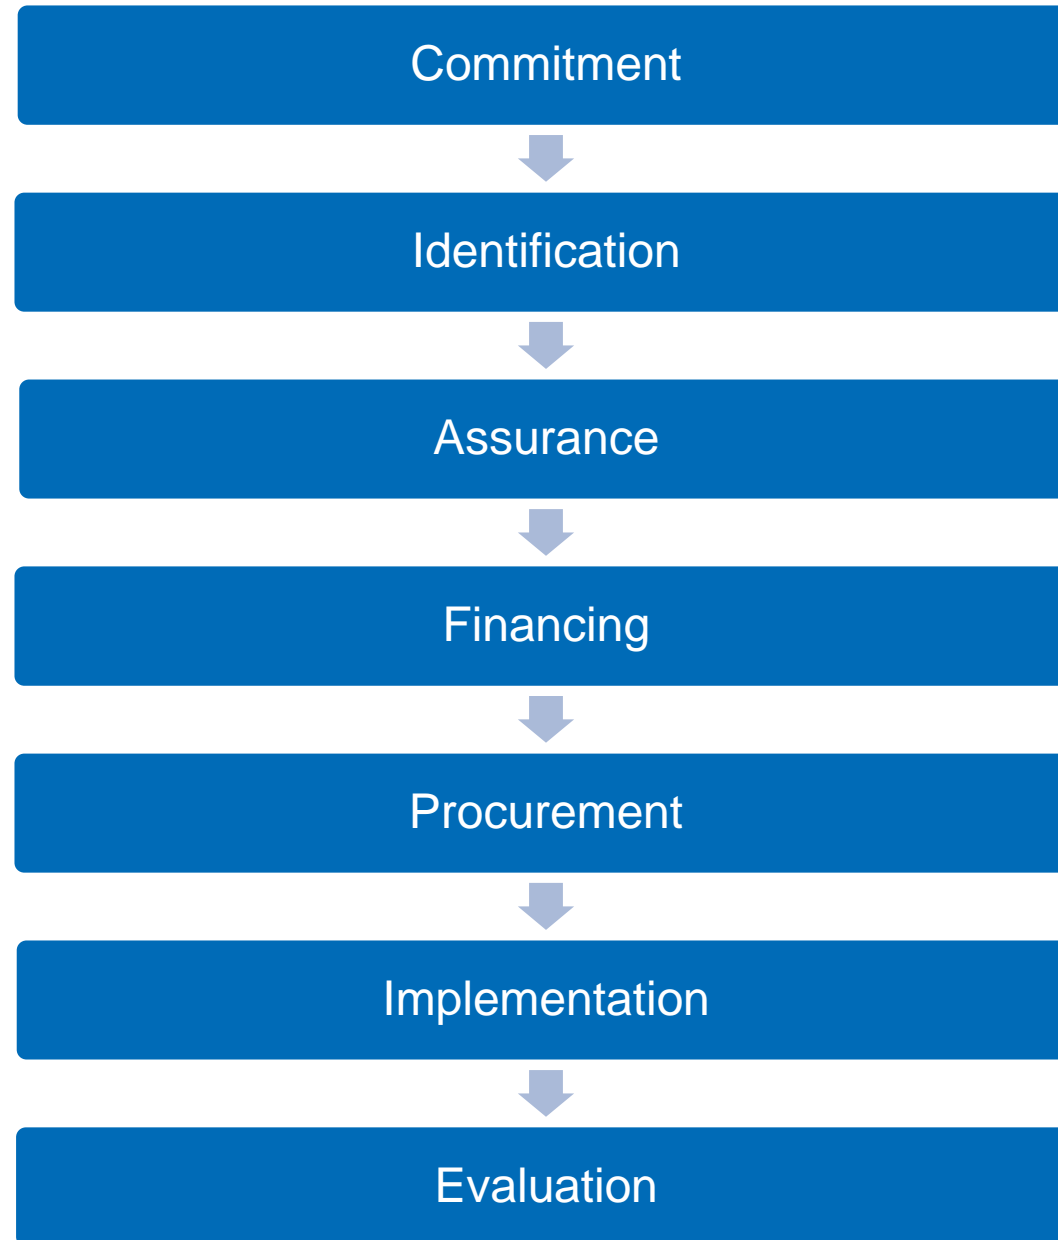 Commitment
Identification
Assurance
Financing
Procurement
Implementation
Evaluation